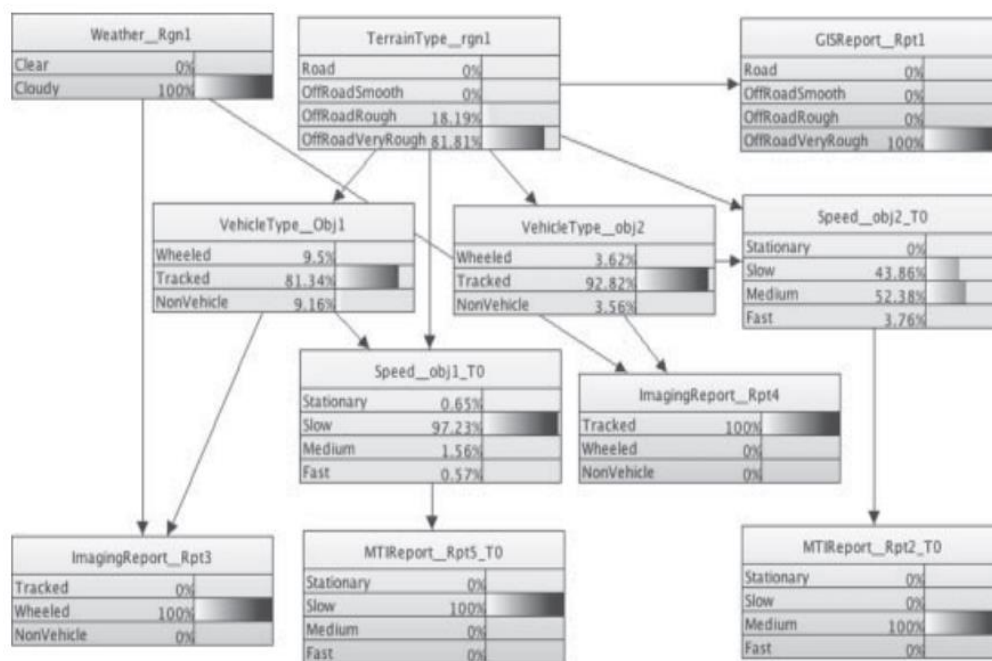 Weather__Rgn1
Clear 0%
Cloudy 100%
TerrainType__rgn1
Road 0%
OffRoadSmooth 0%
OffRoadRough 18.19%
OffRoadVeryRough 81.81%
GISReport__Rpt1
Road 0%
OffRoadSmooth 0%
OffRoadRough 0%
OffRoadVeryRough 100%
VehicleType__Obj1
Wheeled 9.5%
Tracked 81.34%
NonVehicle 9.16%
VehicleType__obj2
Wheeled 3.62%
Tracked 92.82%
NonVehicle 3.56%
Speed__obj2_T0
Stationary 0%
Slow 43.86%
Medium 52.38%
Fast 3.76%
Speed__obj1_T0
Stationary 0.65%
Slow 97.23%
Medium 1.56%
Fast 0.57%
ImagingReport__Rpt4
Tracked 100%
Wheeled 0%
NonVehicle 0%
ImagingReport__Rpt3
Tracked 0%
Wheeled 100%
NonVehicle 0%
MTIReport__Rpt5_T0
Stationary 0%
Slow 100%
Medium 0%
Fast 0%
MTIReport__Rpt2_T0
Stationary 0%
Slow 0%
Medium 100%
Fast 0%